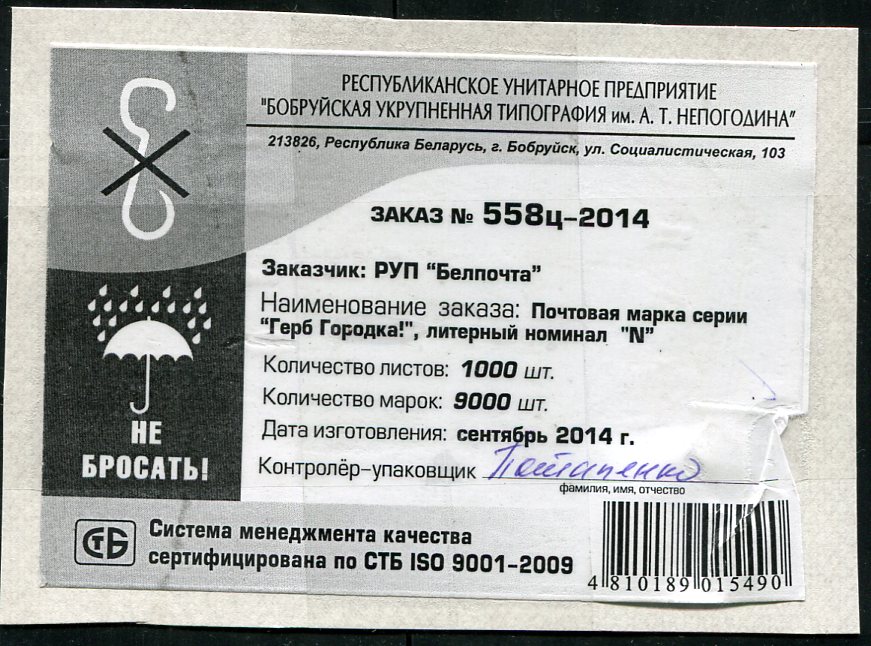 РЕСПУБЛИКАНСКОЕ УНИТАРНОЕ ПРЕДПРИЯТИЕ
"БОБРУЙСКАЯ УКРУПНЕННАЯ ТИПОГРАФИЯ им. А. Т. НЕПОГОДИНА"
213826, Республика Беларусь, г. Бобруйск, ул. Социалистическая, 103
ЗАКАЗ № 558ц-2014
Заказчик: РУП "Белпочта"
Наименование заказа: Почтовая марка серии
"Герб Городка!", литерный номинал "N"
Количество листов: 1000 шт.
Количество марок: 9000 шт.
Дата изготовления: сентябрь 2014 г.
Контролёр-упаковщик Потапенко
фамилия, имя, отчество
НЕ
БРОСАТЬ!
СТБ
Система менеджмента качества
сертифицирована по СТБ ISO 9001-2009
4 810189 015490